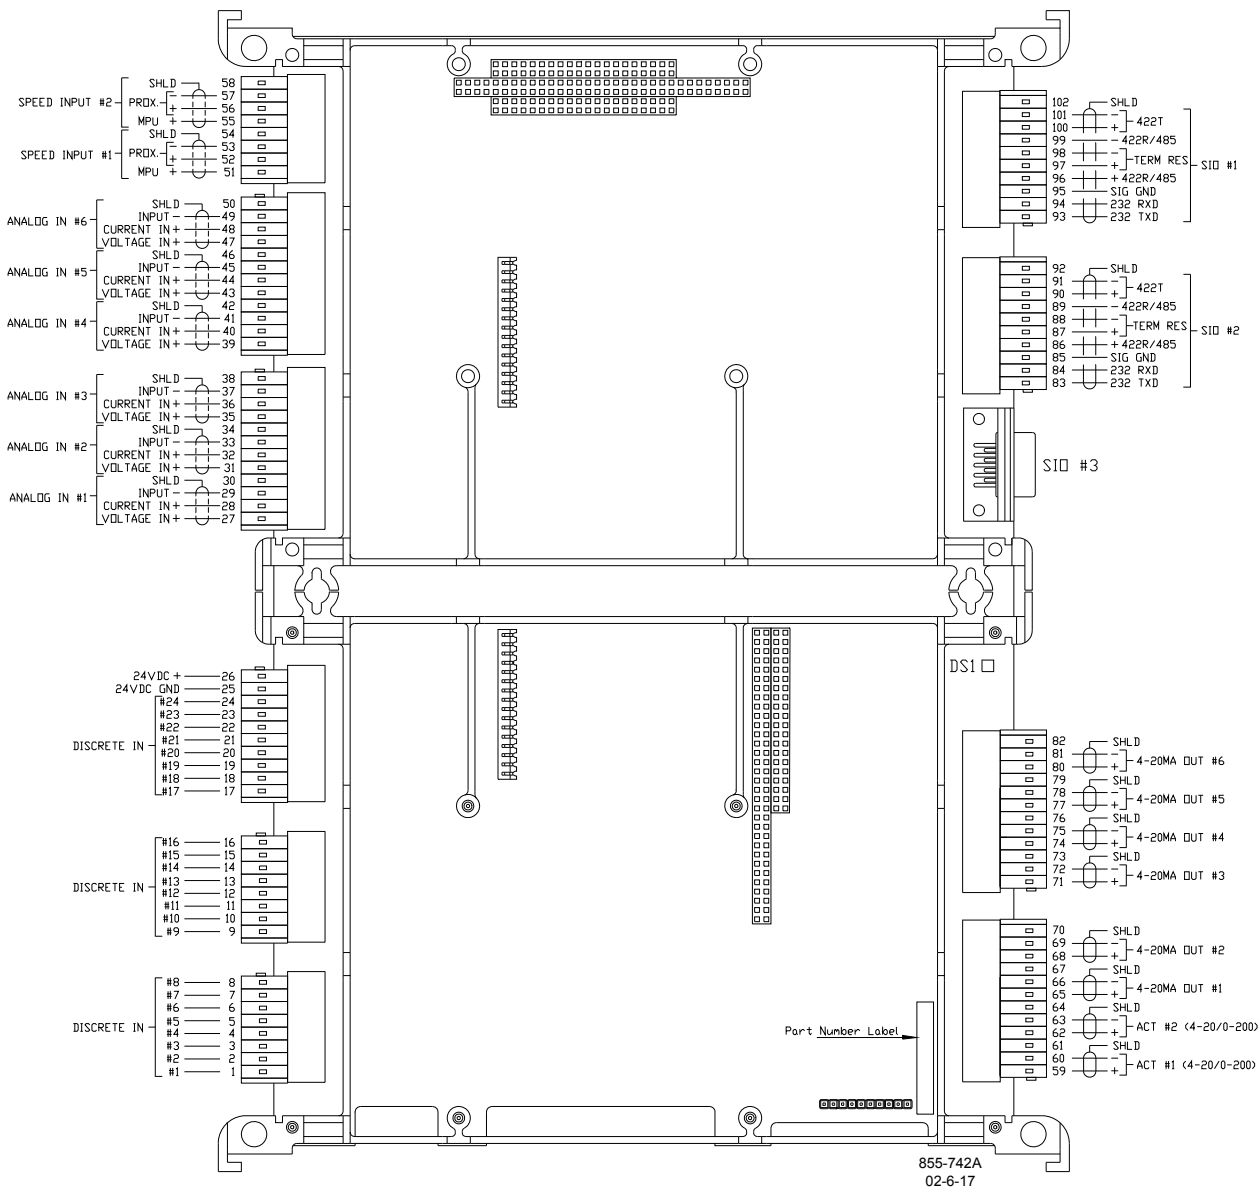 SPEED INPUT #2
SHLD 58
PROX. - 57
+ 56
MPU + 55
SPEED INPUT #1
SHLD 54
PROX. - 53
+ 52
MPU + 51
ANALOG IN #6
SHLD 50
INPUT - 49
CURRENT IN + 48
VOLTAGE IN + 47
ANALOG IN #5
SHLD 46
INPUT - 45
CURRENT IN + 44
VOLTAGE IN + 43
ANALOG IN #4
SHLD 42
INPUT - 41
CURRENT IN + 40
VOLTAGE IN + 39
ANALOG IN #3
SHLD 38
INPUT - 37
CURRENT IN + 36
VOLTAGE IN + 35
ANALOG IN #2
SHLD 34
INPUT - 33
CURRENT IN + 32
VOLTAGE IN + 31
ANALOG IN #1
SHLD 30
INPUT - 29
CURRENT IN + 28
VOLTAGE IN + 27
24VDC + 26
24VDC GND 25
DISCRETE IN
#24 24
#23 23
#22 22
#21 21
#20 20
#19 19
#18 18
#17 17
DISCRETE IN
#16 16
#15 15
#14 14
#13 13
#12 12
#11 11
#10 10
#9 9
DISCRETE IN
#8 8
#7 7
#6 6
#5 5
#4 4
#3 3
#2 2
#1 1
102 SHLD
101 - 422T
100 +
99 - 422R/485
98 - TERM RES
97 +
96 + 422R/485
95 SIG GND
94 232 RXD
93 232 TXD
SIO #1
92 SHLD
91 - 422T
90 +
89 - 422R/485
88 - TERM RES
87 +
86 + 422R/485
85 SIG GND
84 232 RXD
83 232 TXD
SIO #2
SIO #3
DS1
82 SHLD
81 - 4-20MA OUT #6
80 +
79 SHLD
78 - 4-20MA OUT #5
77 +
76 SHLD
75 - 4-20MA OUT #4
74 +
73 SHLD
72 - 4-20MA OUT #3
71 +
70 SHLD
69 - 4-20MA OUT #2
68 +
67 SHLD
66 - 4-20MA OUT #1
65 +
64 SHLD
63 - ACT #2 (4-20/0-200)
62 +
61 SHLD
60 - ACT #1 (4-20/0-200)
59 +
Part Number Label
855-742A
02-6-17